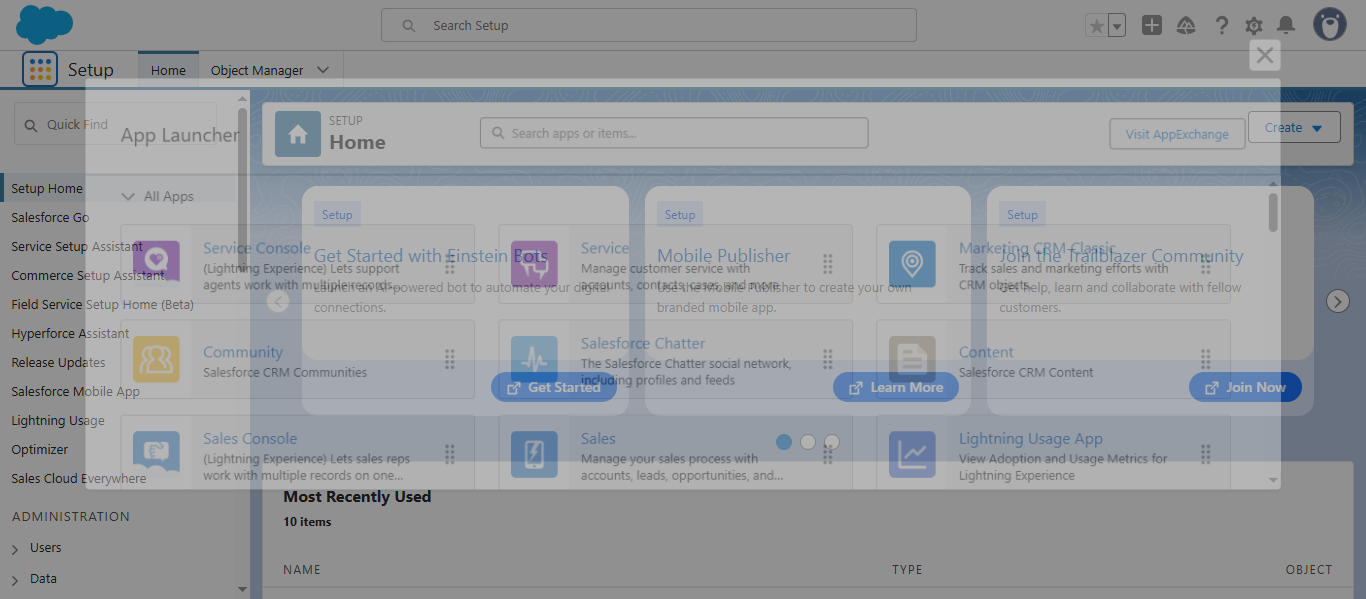 Search Setup
Setup
Home
Object Manager
Quick Find
App Launcher
SETUP
Home
Search apps or items...
Visit AppExchange
Create
Setup Home
Salesforce Go
Service Setup Assistant
Commerce Setup Assistant
Field Service Setup Home (Beta)
Hyperforce Assistant
Release Updates
Salesforce Mobile App
Lightning Usage
Optimizer
Sales Cloud Everywhere
ADMINISTRATION
Users
Data
All Apps
Setup
Get Started with Einstein Bots
Launch an AI-powered bot to automate your digital
connections.
Get Started
Setup
Mobile Publisher
Use the Mobile Publisher to create your own
branded mobile app.
Learn More
Setup
Join the Trailblazer Community
Get help, learn and collaborate with fellow
customers.
Join Now
Service Console
(Lightning Experience) Lets support
agents work with multiple records...
Service
Manage customer service with
accounts, contacts, cases, and more.
Marketing CRM Classic
Track sales and marketing efforts with
CRM objects.
Community
Salesforce CRM Communities
Salesforce Chatter
The Salesforce Chatter social network,
including profiles and feeds
Content
Salesforce CRM Content
Sales Console
(Lightning Experience) Lets sales reps
work with multiple records on one...
Sales
Manage your sales process with
accounts, leads, opportunities, and...
Lightning Usage App
View Adoption and Usage Metrics for
Lightning Experience
Most Recently Used
10 items
NAME
TYPE
OBJECT